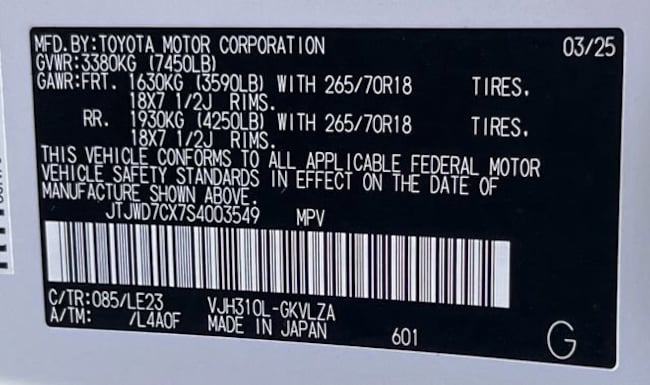 MFD.BY:TOYOTA MOTOR CORPORATION 03/25
GVWR:3380KG (7450LB)
GAWR:FRT. 1630KG (3590LB) WITH 265/70R18 TIRES.
18X7 1/2J RIMS.
RR. 1930KG (4250LB) WITH 265/70R18 TIRES.
18X7 1/2J RIMS.
THIS VEHICLE CONFORMS TO ALL APPLICABLE FEDERAL MOTOR
VEHICLE SAFETY STANDARDS IN EFFECT ON THE DATE OF
MANUFACTURE SHOWN ABOVE.
JTJWD7CX7S4003549 MPV
C/TR:085/LE23 VJH310L-GKVLZA
A/TM: /L4A0F MADE IN JAPAN 601 G